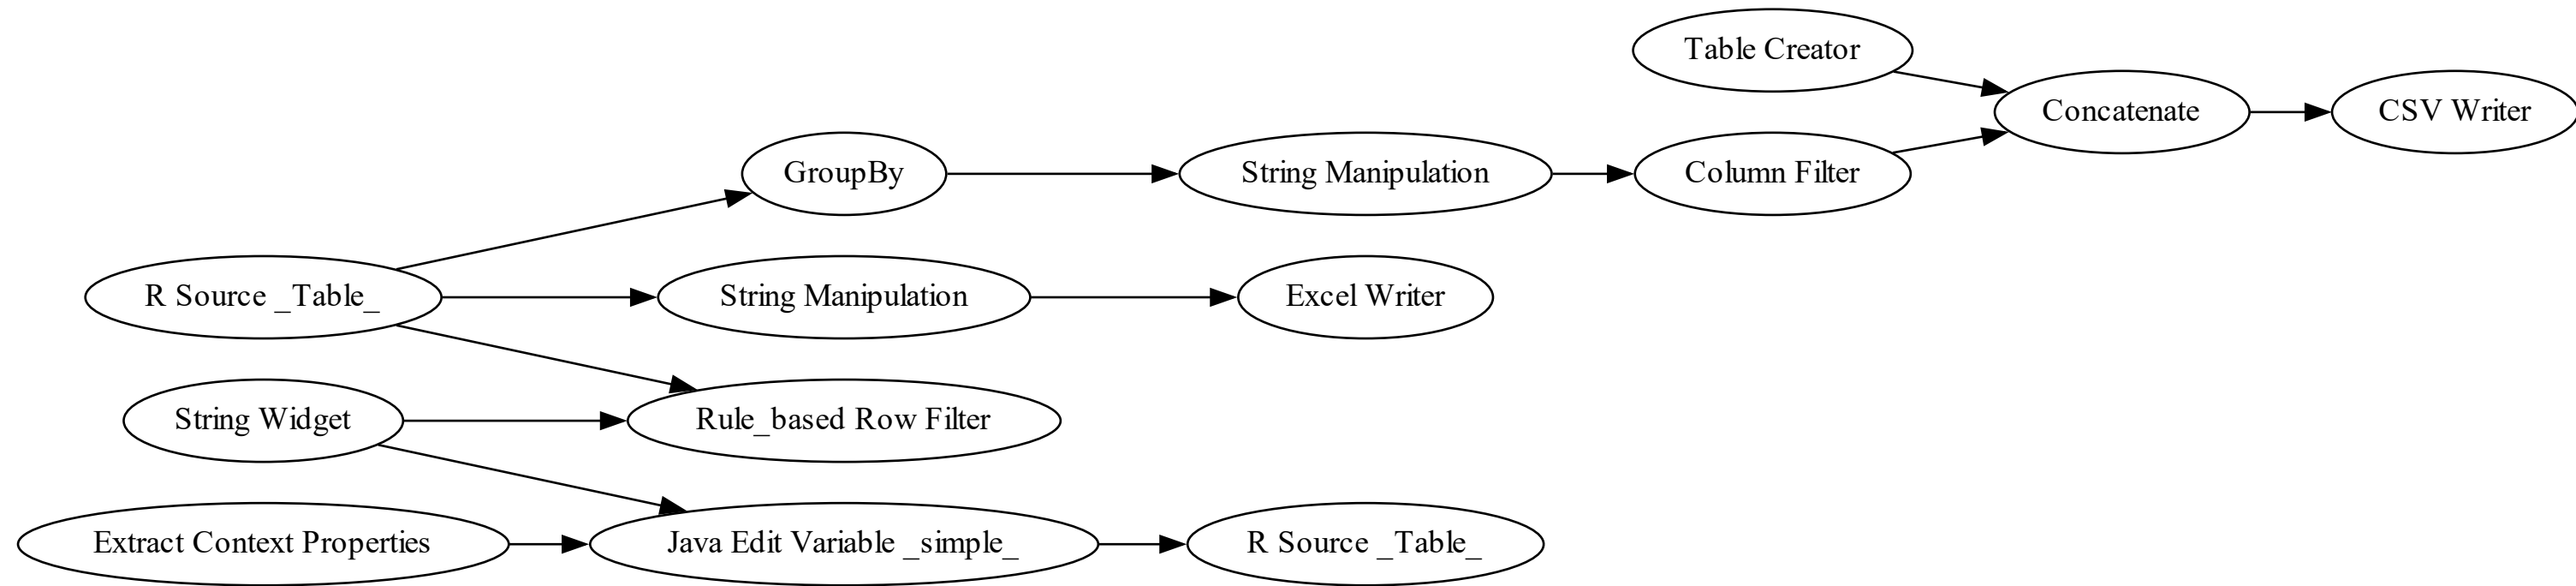 Table Creator
Concatenate
CSV Writer
GroupBy
String Manipulation
Column Filter
R Source _Table_
String Manipulation
Excel Writer
String Widget
Rule_based Row Filter
Extract Context Properties
Java Edit Variable _simple_
R Source _Table_